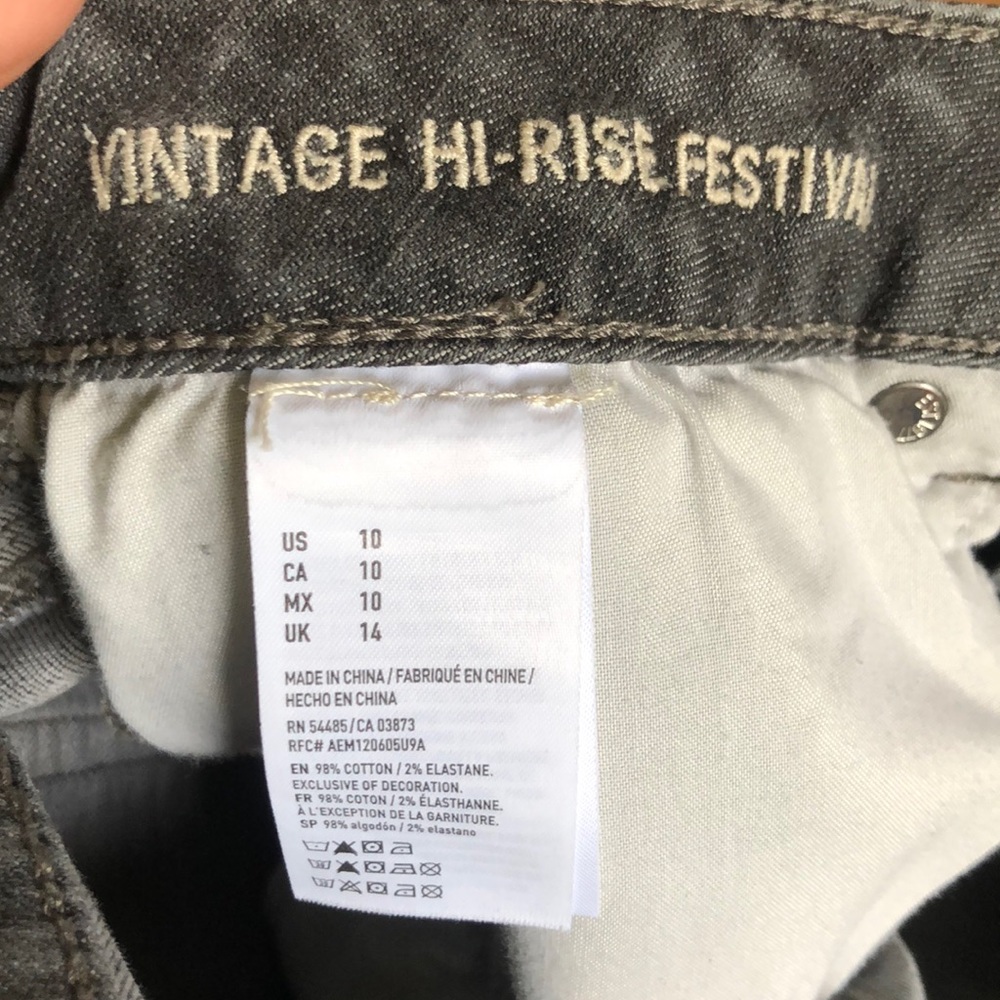 VINTAGE HI-RISE FESTIVAL
US 10
CA 10
MX 10
UK 14
MADE IN CHINA / FABRIQUÉ EN CHINE /
HECHO EN CHINA
RN 54485/CA 03873
RFC# AEM120605U9A
EN 98% COTTON / 2% ELASTANE.
EXCLUSIVE OF DECORATION.
FR 98% COTON / 2% ÉLASTHANNE.
À L'EXCEPTION DE LA GARNITURE.
SP 98% algodón / 2% elastano